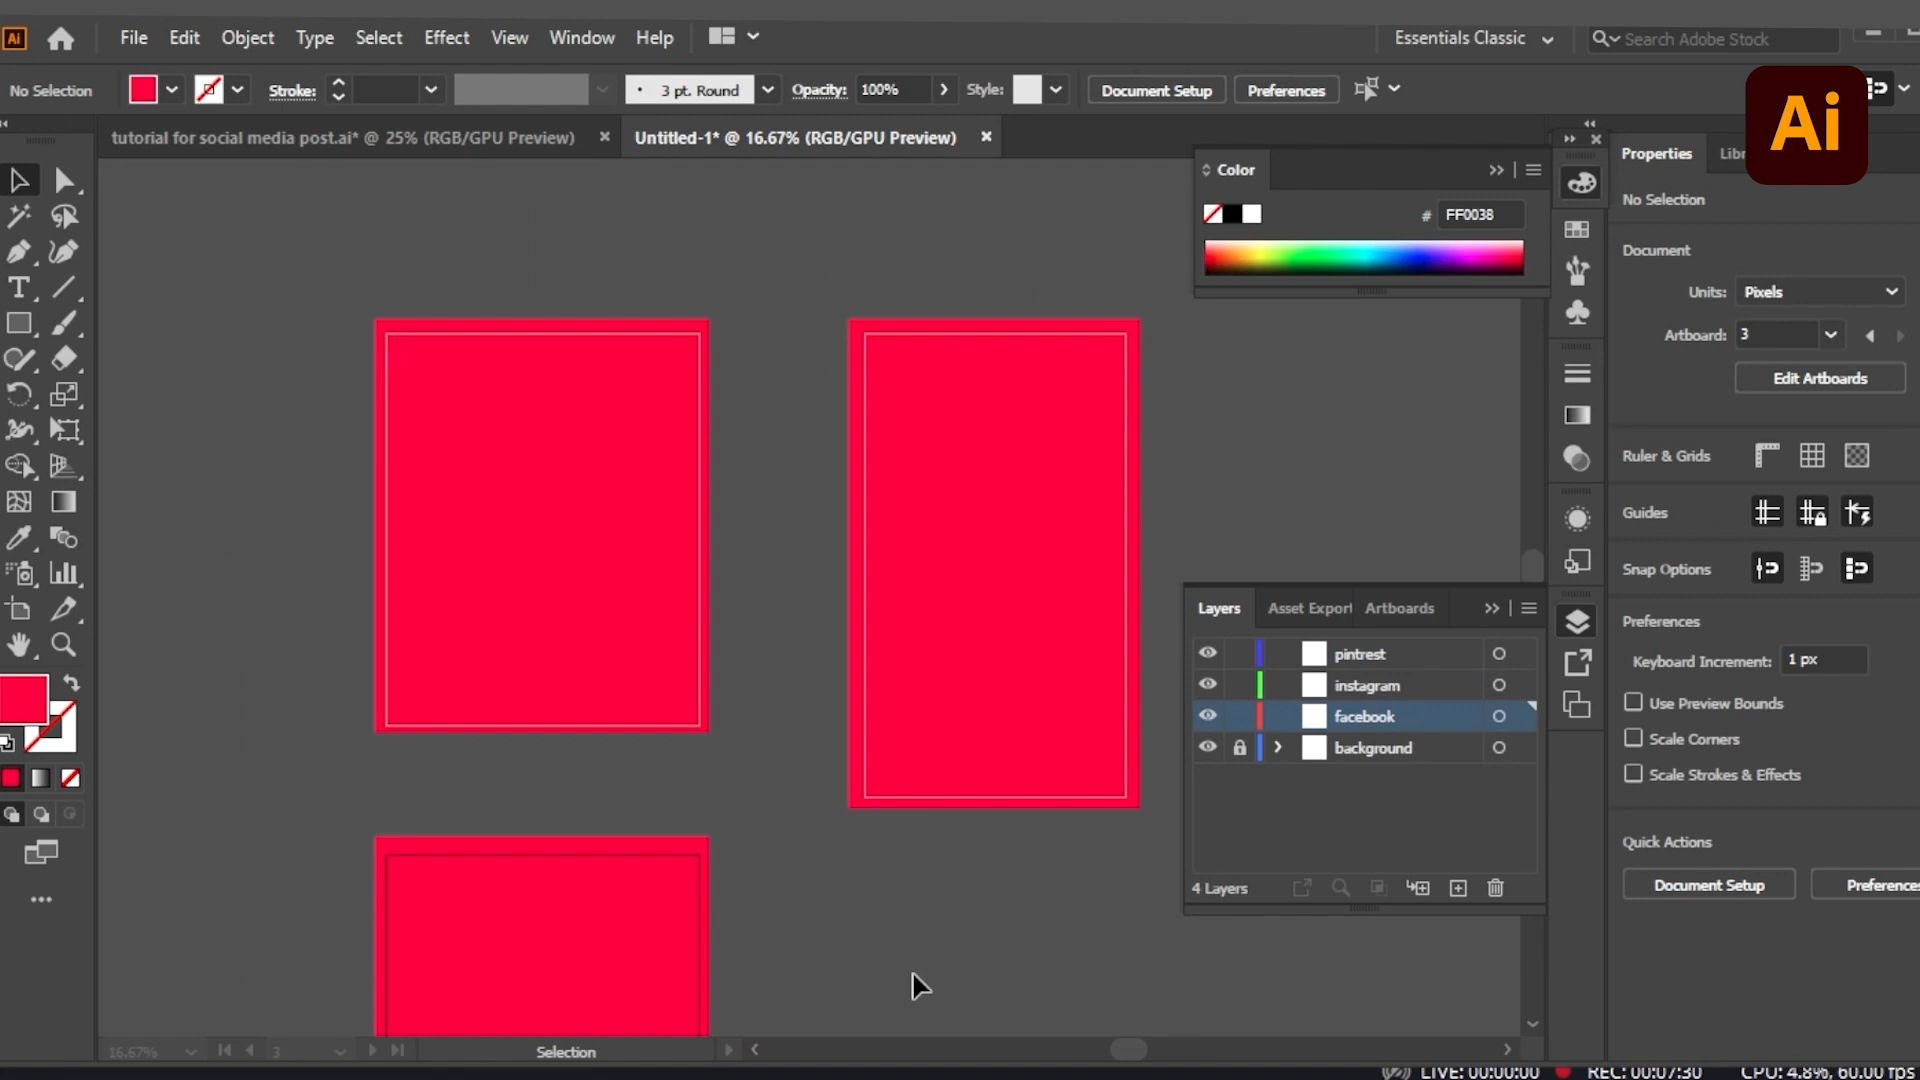 Ai
File Edit Object Type Select Effect View Window Help
Essentials Classic
Search Adobe Stock
No Selection
Stroke:
3 pt. Round
Opacity: 100%
Style:
Document Setup
Preferences
Ai
tutorial for social media post.ai* @ 25% (RGB/GPU Preview)
Untitled-1* @ 16.67% (RGB/GPU Preview)
Color
# FF0038
Properties
No Selection
Document
Units: Pixels
Artboard: 3
Edit Artboards
Ruler & Grids
Guides
Snap Options
Preferences
Keyboard Increment: 1 px
Use Preview Bounds
Scale Corners
Scale Strokes & Effects
Quick Actions
Document Setup
Preferences
Layers
Asset Export
Artboards
pintrest
instagram
facebook
background
4 Layers
16.67%
3
Selection
LIVE: 00:00:00
REC: 00:07:30
CPU: 4.8%, 60.00 fps